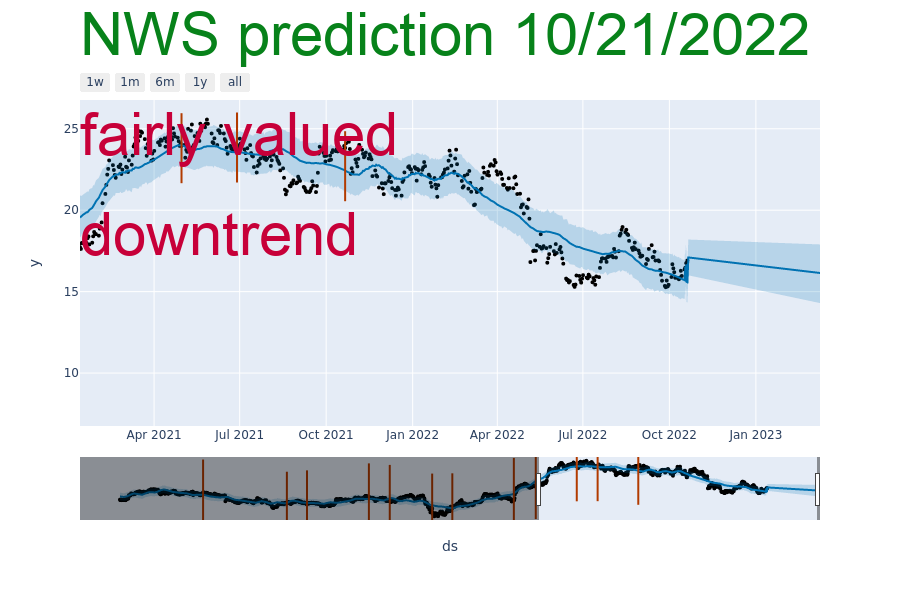 NWS prediction 10/21/2022
1w 1m 6m 1y all
fairly valued
downtrend
25
20
15
10
y
Apr 2021 Jul 2021 Oct 2021 Jan 2022 Apr 2022 Jul 2022 Oct 2022 Jan 2023
ds